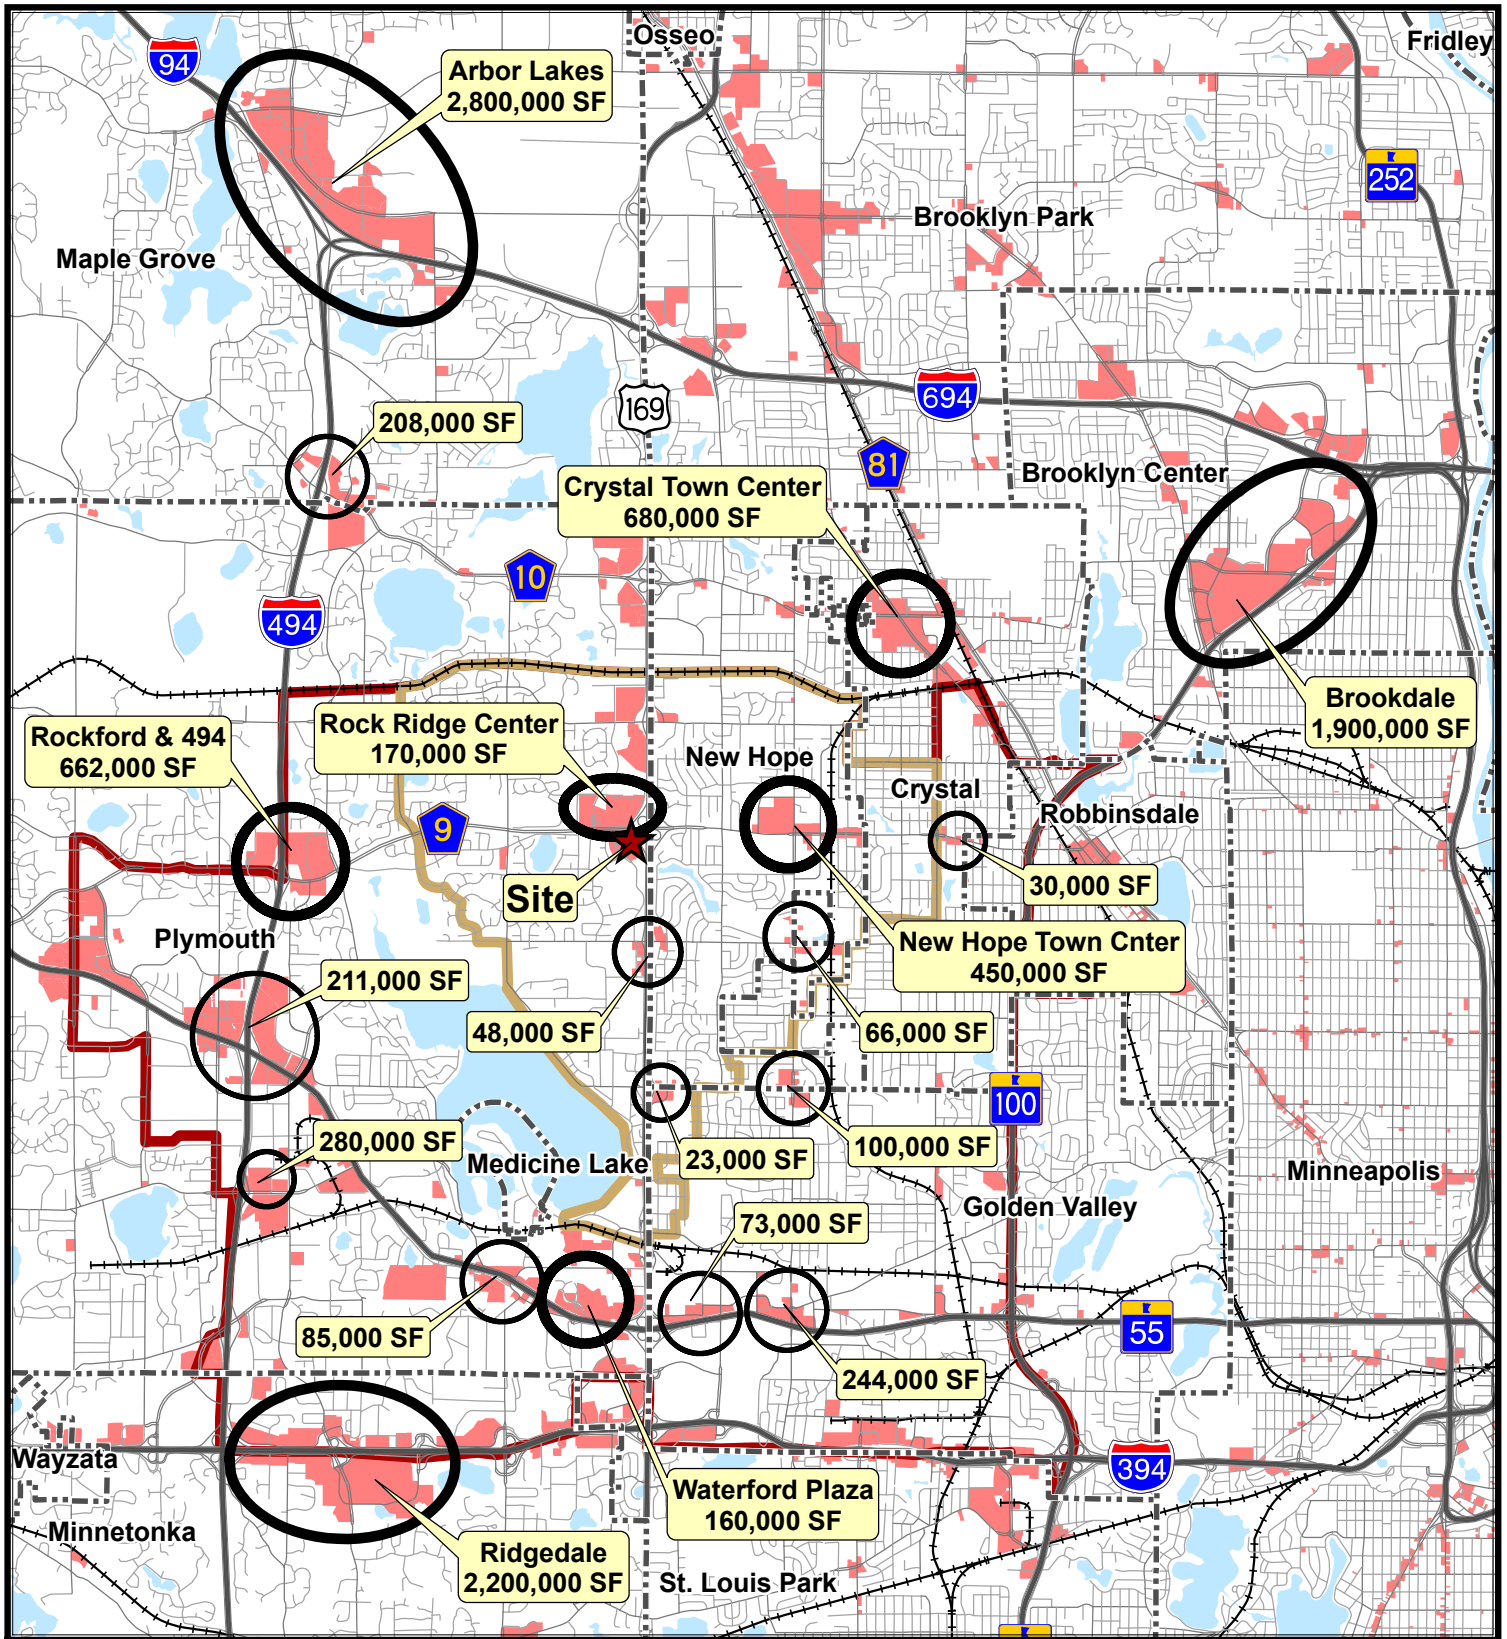 Osseo
Fridley
94
Arbor Lakes
2,800,000 SF
252
Brooklyn Park
Maple Grove
694
169
208,000 SF
81
Brooklyn Center
Crystal Town Center
680,000 SF
10
494
Brookdale
1,900,000 SF
Rock Ridge Center
170,000 SF
Rockford & 494
662,000 SF
New Hope
Crystal
Robbinsdale
9
30,000 SF
Site
Plymouth
New Hope Town Cnter
450,000 SF
211,000 SF
48,000 SF
66,000 SF
100
280,000 SF
100,000 SF
23,000 SF
Medicine Lake
Minneapolis
Golden Valley
73,000 SF
85,000 SF
55
244,000 SF
Wayzata
394
Waterford Plaza
160,000 SF
Minnetonka
Ridgedale
2,200,000 SF
St. Louis Park